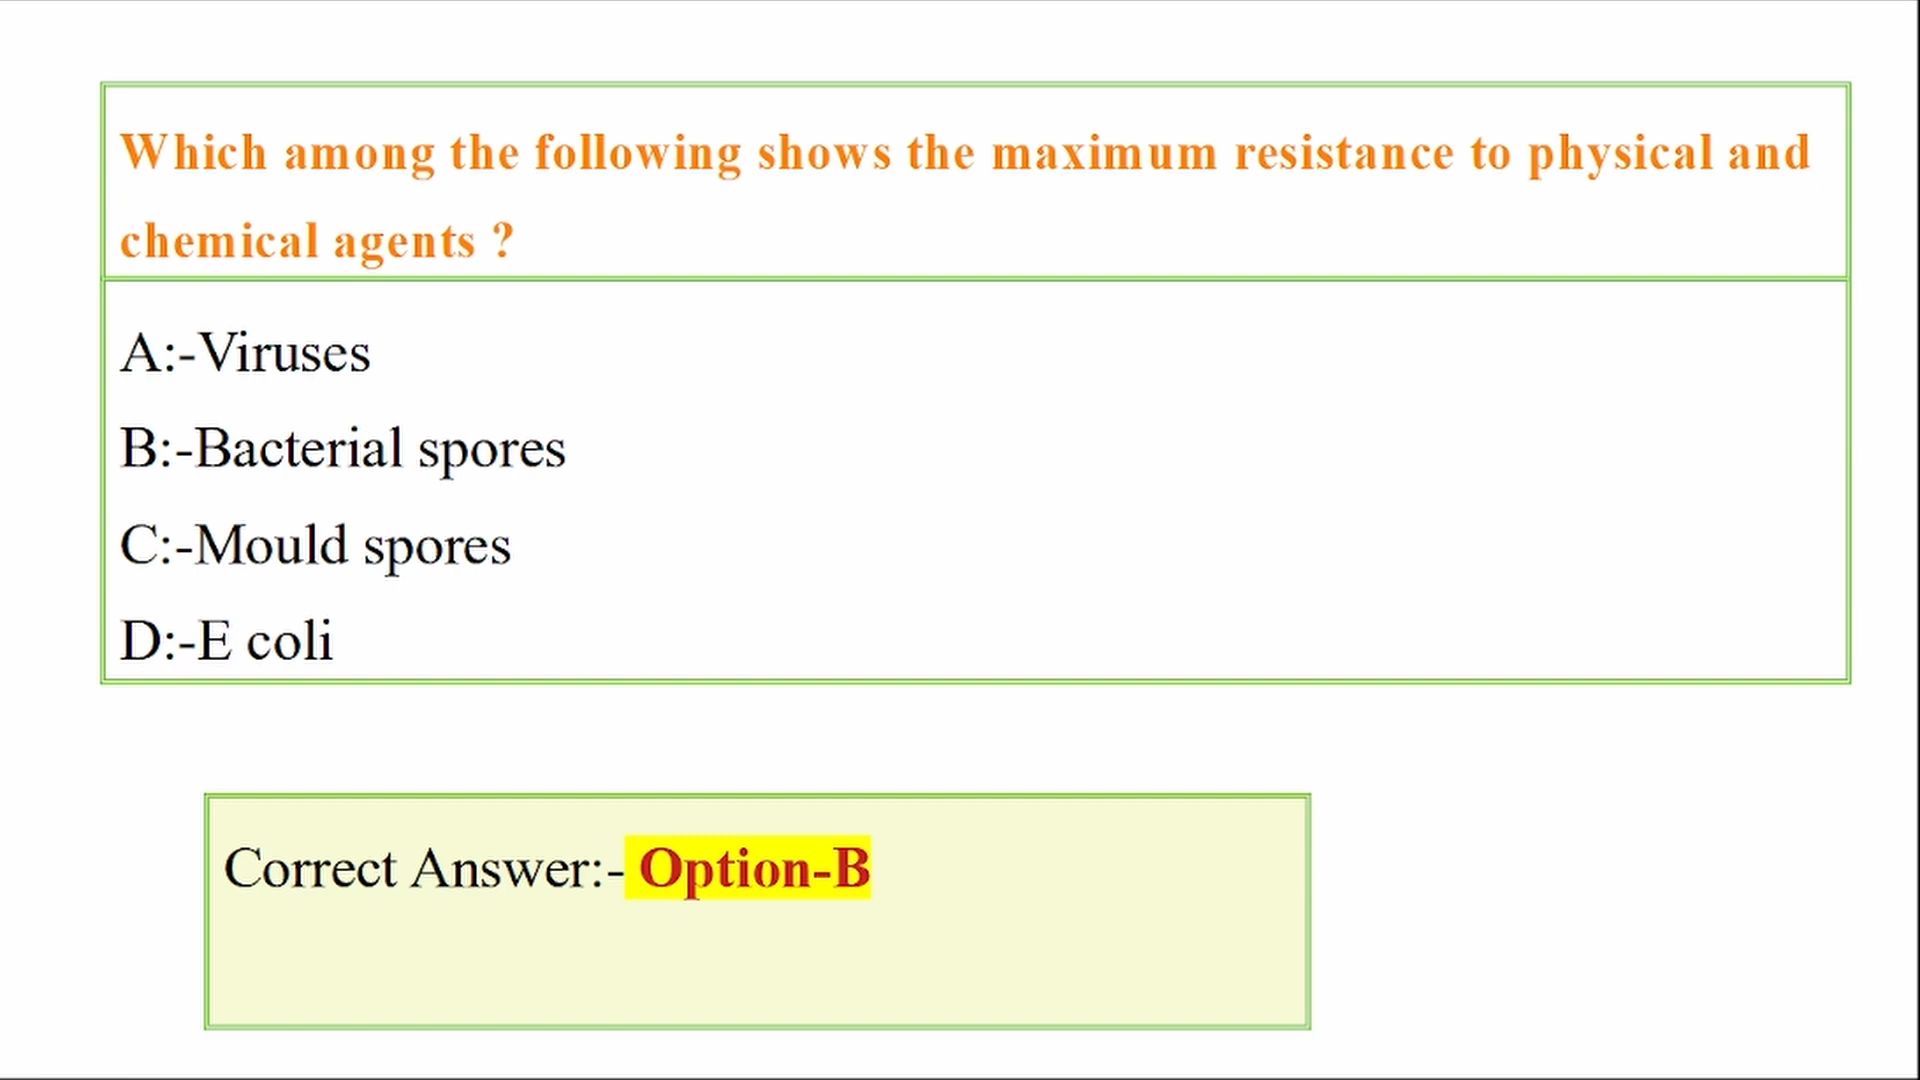 Which among the following shows the maximum resistance to physical and
chemical agents ?
A:-Viruses
B:-Bacterial spores
C:-Mould spores
D:-E coli
Correct Answer:- Option-B